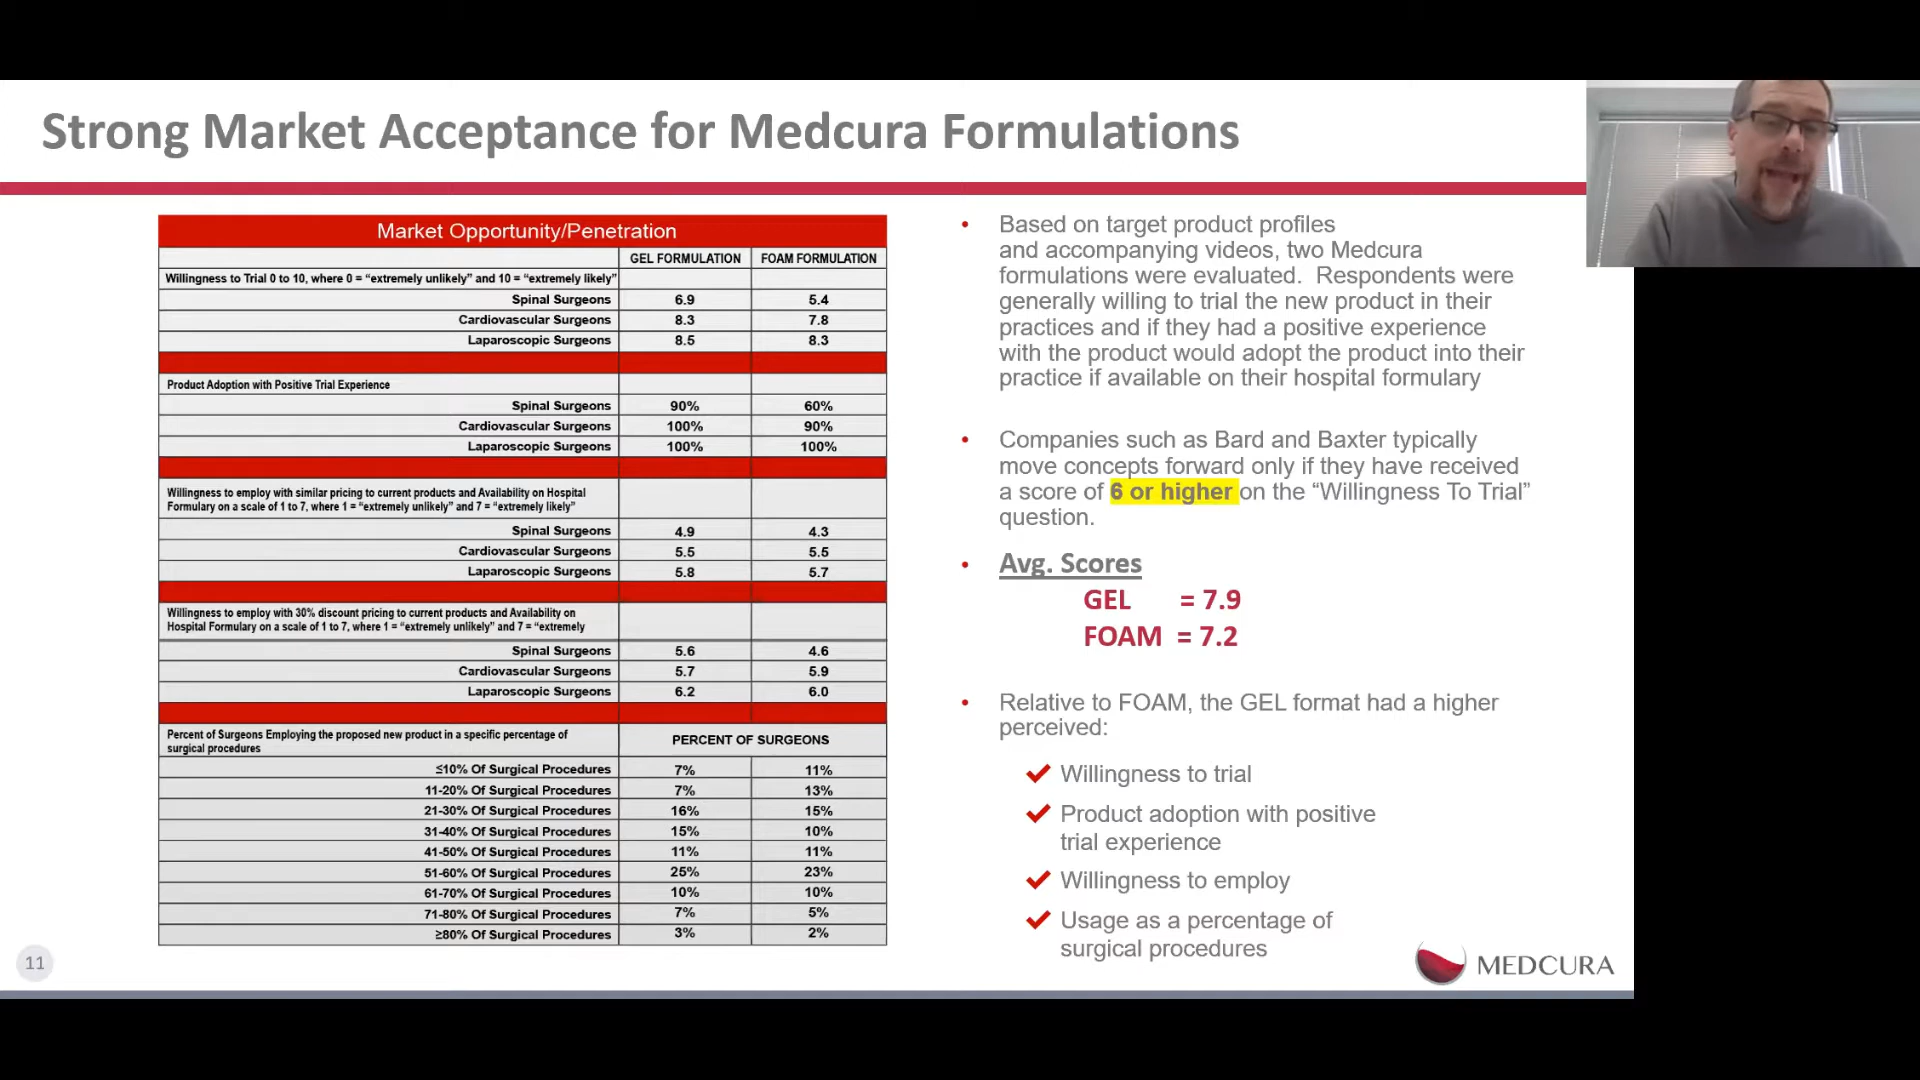 Strong Market Acceptance for Medcura Formulations
Market Opportunity/Penetration
GEL FORMULATION FOAM FORMULATION
Willingness to Trial 0 to 10, where 0 = “extremely unlikely” and 10 = “extremely likely”
Spinal Surgeons 6.9 5.4
Cardiovascular Surgeons 8.3 7.8
Laparoscopic Surgeons 8.5 8.3
Product Adoption with Positive Trial Experience
Spinal Surgeons 90% 60%
Cardiovascular Surgeons 100% 90%
Laparoscopic Surgeons 100% 100%
Willingness to employ with similar pricing to current products and Availability on Hospital
Formulary on a scale of 1 to 7, where 1 = “extremely unlikely” and 7 = “extremely likely”
Spinal Surgeons 4.9 4.3
Cardiovascular Surgeons 5.5 5.5
Laparoscopic Surgeons 5.8 5.7
Willingness to employ with 30% discount pricing to current products and Availability on
Hospital Formulary on a scale of 1 to 7, where 1 = “extremely unlikely” and 7 = “extremely
Spinal Surgeons 5.6 4.6
Cardiovascular Surgeons 5.7 5.9
Laparoscopic Surgeons 6.2 6.0
Percent of Surgeons Employing the proposed new product in a specific percentage of
surgical procedures
PERCENT OF SURGEONS
≤10% Of Surgical Procedures 7% 11%
11-20% Of Surgical Procedures 7% 13%
21-30% Of Surgical Procedures 16% 15%
31-40% Of Surgical Procedures 15% 10%
41-50% Of Surgical Procedures 11% 11%
51-60% Of Surgical Procedures 25% 23%
61-70% Of Surgical Procedures 10% 10%
71-80% Of Surgical Procedures 7% 5%
≥80% Of Surgical Procedures 3% 2%
• Based on target product profiles
and accompanying videos, two Medcura
formulations were evaluated. Respondents were
generally willing to trial the new product in their
practices and if they had a positive experience
with the product would adopt the product into their
practice if available on their hospital formulary
• Companies such as Bard and Baxter typically
move concepts forward only if they have received
a score of 6 or higher on the “Willingness To Trial”
question.
• Avg. Scores
GEL = 7.9
FOAM = 7.2
• Relative to FOAM, the GEL format had a higher
perceived:
✔ Willingness to trial
✔ Product adoption with positive
trial experience
✔ Willingness to employ
✔ Usage as a percentage of
surgical procedures
11
MEDCURA